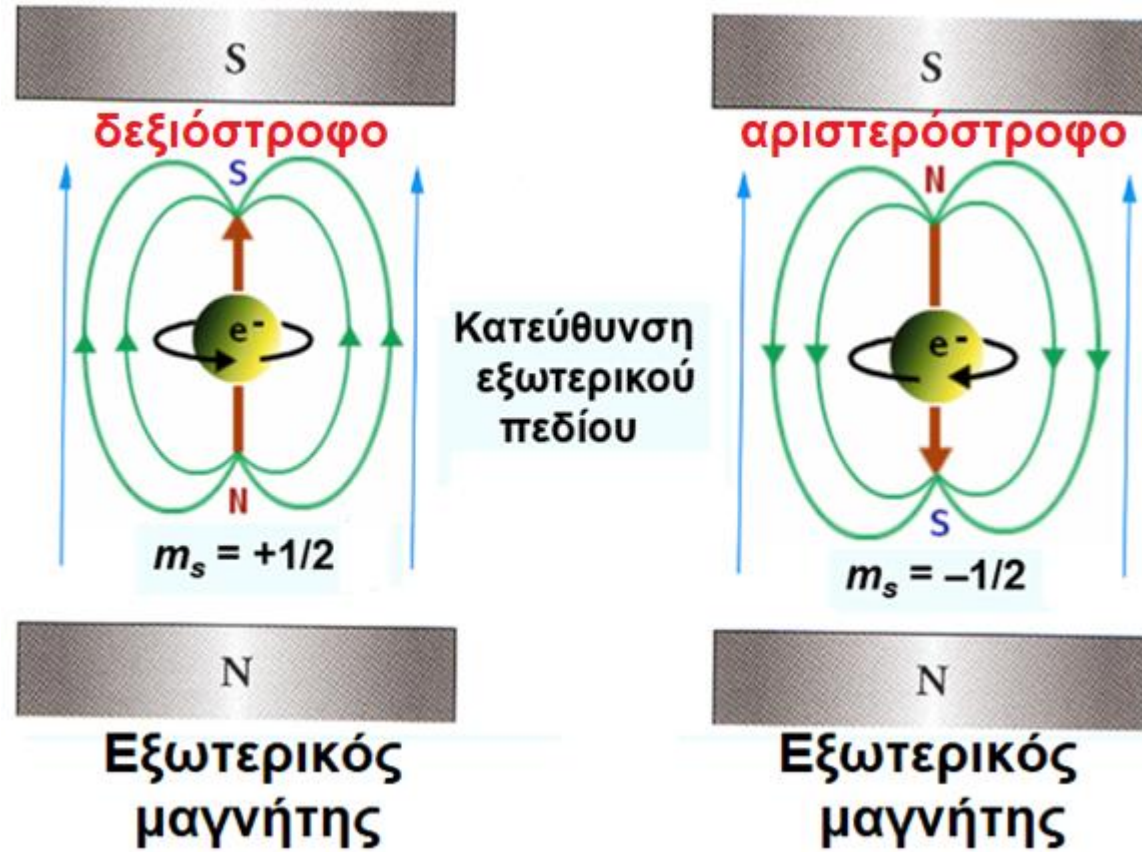 S
δεξιόστροφο
S
e-
N
ms = +1/2
N
Εξωτερικός
μαγνήτης
Κατεύθυνση
εξωτερικού
πεδίου
S
αριστερόστροφο
N
e-
S
ms = –1/2
N
Εξωτερικός
μαγνήτης